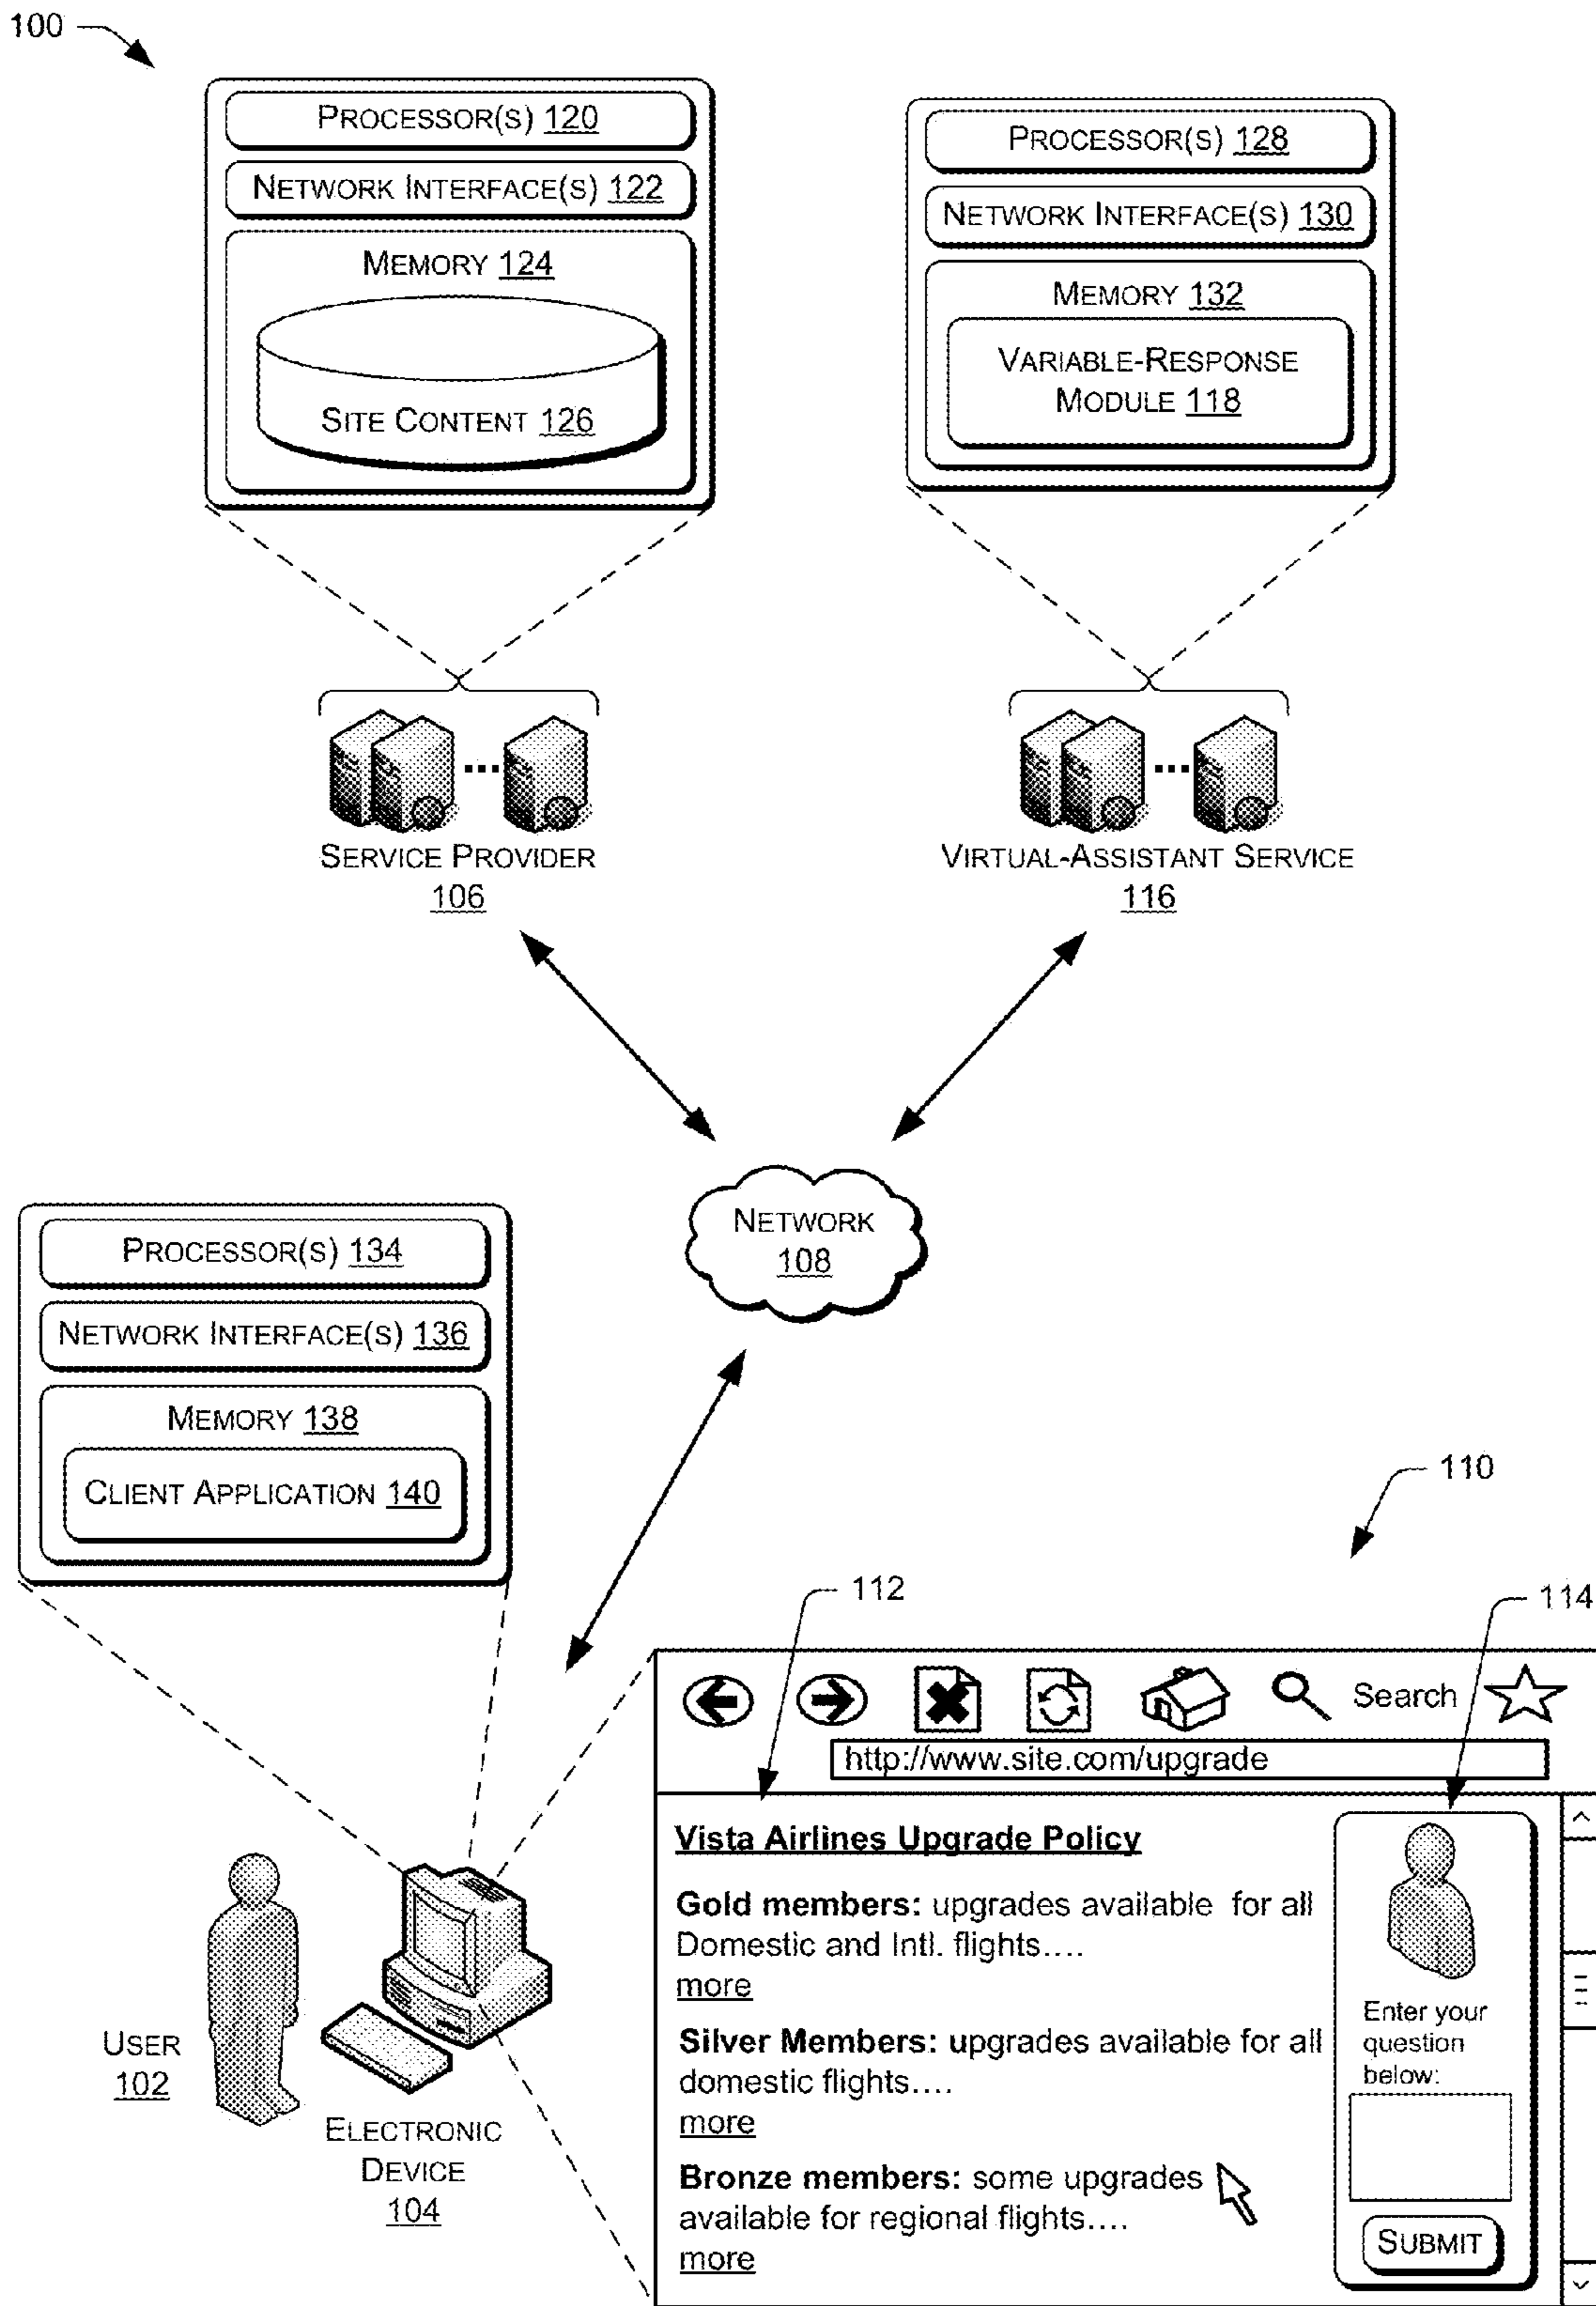 100
PROCESSOR(S) 120
NETWORK INTERFACE(S) 122
MEMORY 124
SITE CONTENT 126
PROCESSOR(S) 128
NETWORK INTERFACE(S) 130
MEMORY 132
VARIABLE-RESPONSE
MODULE 118
SERVICE PROVIDER
106
VIRTUAL-ASSISTANT SERVICE
116
NETWORK
108
PROCESSOR(S) 134
NETWORK INTERFACE(S) 136
MEMORY 138
CLIENT APPLICATION 140
110
112
114
Search
http://www.site.com/upgrade
Vista Airlines Upgrade Policy
Gold members: upgrades available for all
Domestic and Intl. flights....
more
Silver Members: upgrades available for all
domestic flights....
more
Bronze members: some upgrades
available for regional flights....
more
Enter your
question
below:
SUBMIT
USER
102
ELECTRONIC
DEVICE
104